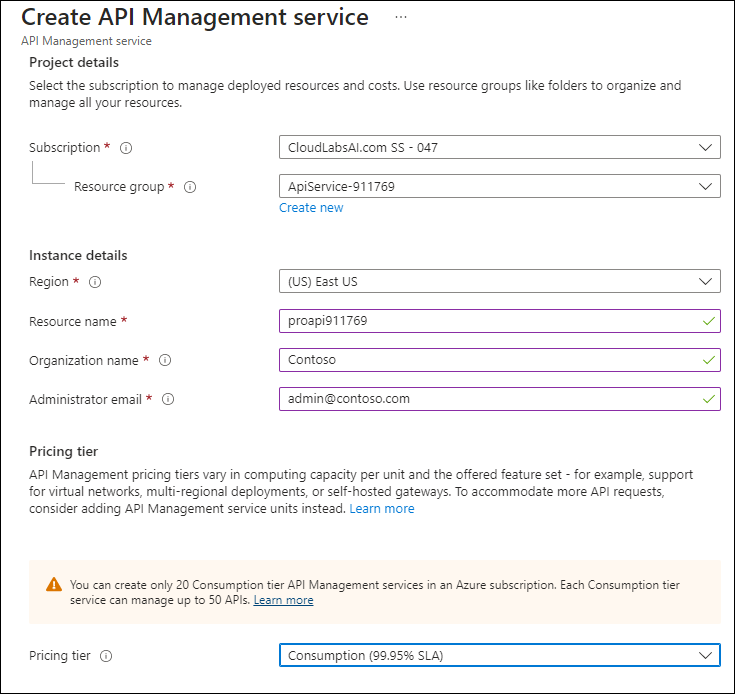 Create API Management service ...
API Management service
Project details
Select the subscription to manage deployed resources and costs. Use resource groups like folders to organize and
manage all your resources.
Subscription * CloudLabsAI.com SS - 047
Resource group * ApiService-911769
Create new
Instance details
Region * (US) East US
Resource name * proapi911769
Organization name * Contoso
Administrator email * admin@contoso.com
Pricing tier
API Management pricing tiers vary in computing capacity per unit and the offered feature set - for example, support
for virtual networks, multi-regional deployments, or self-hosted gateways. To accommodate more API requests,
consider adding API Management service units instead. Learn more
You can create only 20 Consumption tier API Management services in an Azure subscription. Each Consumption tier
service can manage up to 50 APIs. Learn more
Pricing tier Consumption (99.95% SLA)